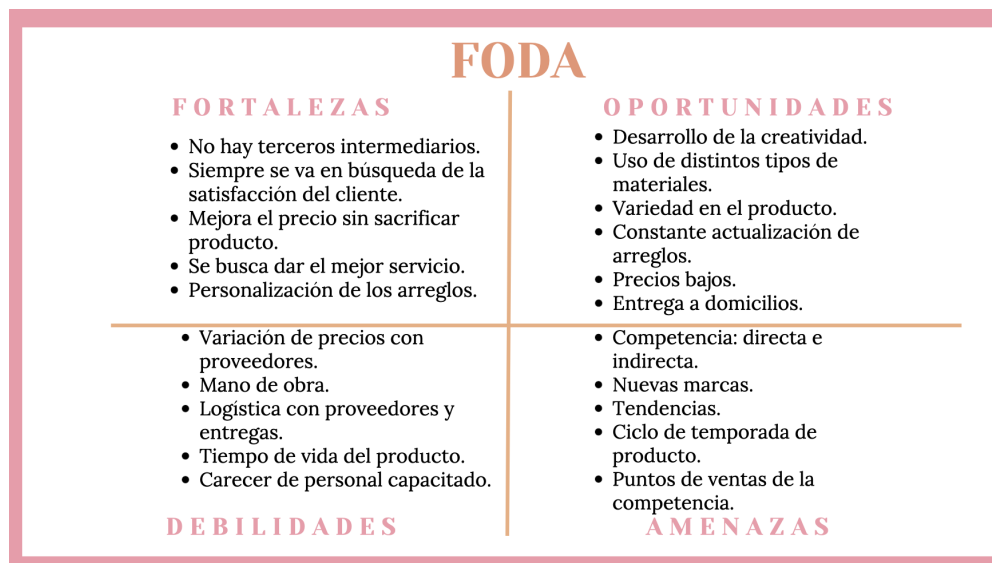 FODA
FORTALEZAS
• No hay terceros intermediarios.
• Siempre se va en búsqueda de la
satisfacción del cliente.
• Mejora el precio sin sacrificar
producto.
• Se busca dar el mejor servicio.
• Personalización de los arreglos.
OPORTUNIDADES
• Desarrollo de la creatividad.
• Uso de distintos tipos de
materiales.
• Variedad en el producto.
• Constante actualización de
arreglos.
• Precios bajos.
• Entrega a domicilios.
• Variación de precios con
proveedores.
• Mano de obra.
• Logística con proveedores y
entregas.
• Tiempo de vida del producto.
• Carecer de personal capacitado.
DEBILIDADES
• Competencia: directa e
indirecta.
• Nuevas marcas.
• Tendencias.
• Ciclo de temporada de
producto.
• Puntos de ventas de la
competencia.
AMENAZAS